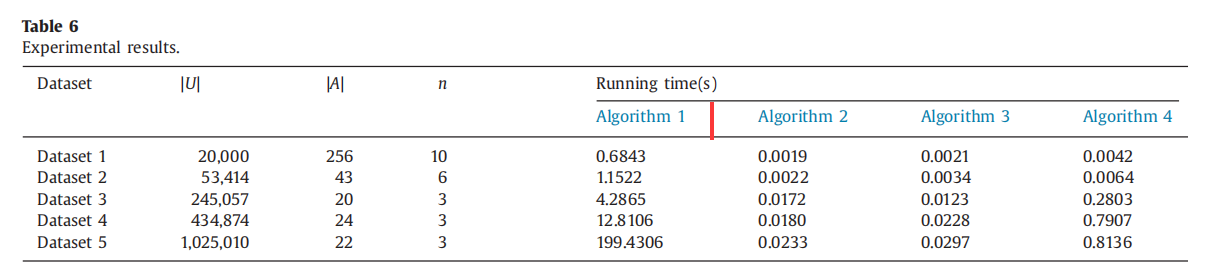 Table 6
Experimental results.
Dataset |U| |A| n Running time(s)
Algorithm 1 Algorithm 2 Algorithm 3 Algorithm 4
Dataset 1 20,000 256 10 0.6843 0.0019 0.0021 0.0042
Dataset 2 53,414 43 6 1.1522 0.0022 0.0034 0.0064
Dataset 3 245,057 20 3 4.2865 0.0172 0.0123 0.2803
Dataset 4 434,874 24 3 12.8106 0.0180 0.0228 0.7907
Dataset 5 1,025,010 22 3 199.4306 0.0233 0.0297 0.8136